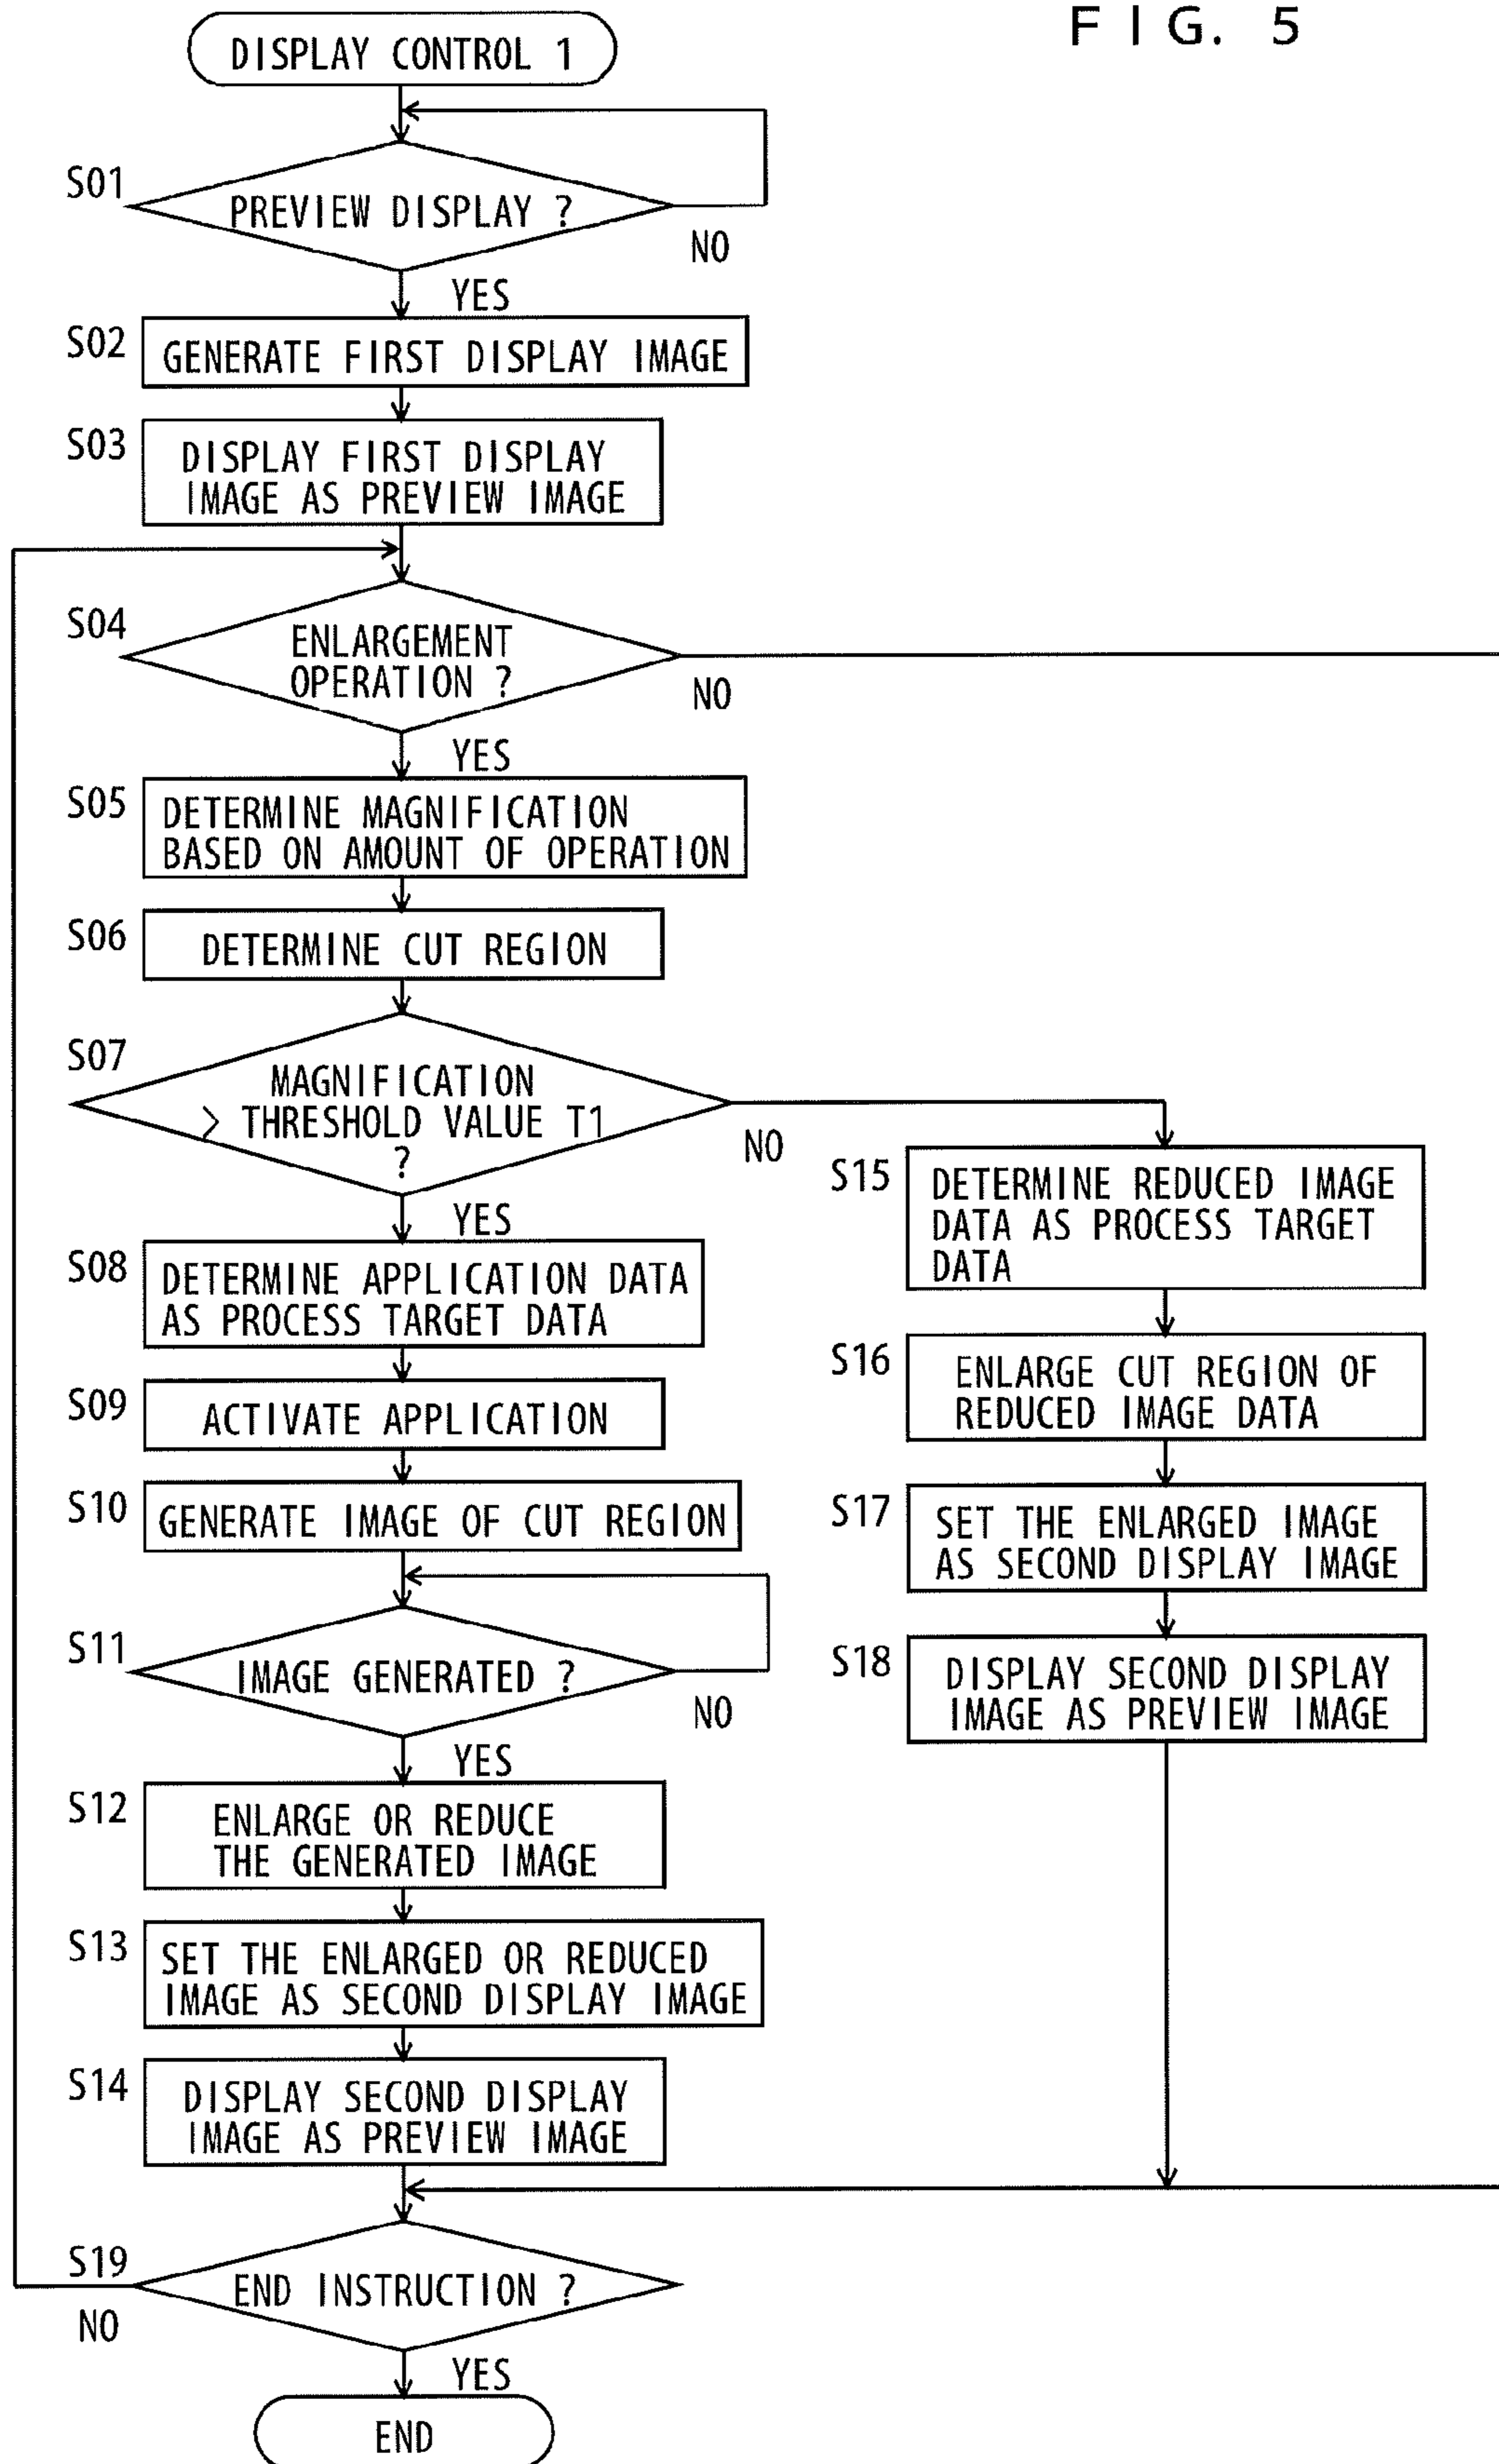 FIG. 5
DISPLAY CONTROL 1
S01
PREVIEW DISPLAY ?
NO
YES
S02
GENERATE FIRST DISPLAY IMAGE
S03
DISPLAY FIRST DISPLAY
IMAGE AS PREVIEW IMAGE
S04
ENLARGEMENT
OPERATION ?
NO
YES
S05
DETERMINE MAGNIFICATION
BASED ON AMOUNT OF OPERATION
S06
DETERMINE CUT REGION
S07
MAGNIFICATION
> THRESHOLD VALUE T1
?
NO
YES
S08
DETERMINE APPLICATION DATA
AS PROCESS TARGET DATA
S09
ACTIVATE APPLICATION
S10
GENERATE IMAGE OF CUT REGION
S11
IMAGE GENERATED ?
NO
YES
S12
ENLARGE OR REDUCE
THE GENERATED IMAGE
S13
SET THE ENLARGED OR REDUCED
IMAGE AS SECOND DISPLAY IMAGE
S14
DISPLAY SECOND DISPLAY
IMAGE AS PREVIEW IMAGE
S15
DETERMINE REDUCED IMAGE
DATA AS PROCESS TARGET
DATA
S16
ENLARGE CUT REGION OF
REDUCED IMAGE DATA
S17
SET THE ENLARGED IMAGE
AS SECOND DISPLAY IMAGE
S18
DISPLAY SECOND DISPLAY
IMAGE AS PREVIEW IMAGE
S19
END INSTRUCTION ?
NO
YES
END